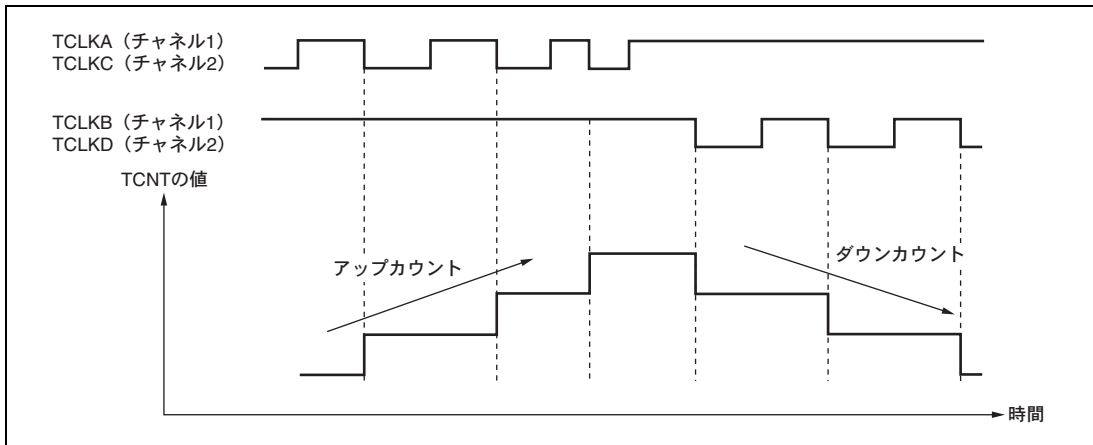 TCLKA（チャネル1）
TCLKC（チャネル2）
TCLKB（チャネル1）
TCLKD（チャネル2）
TCNTの値
アップカウント
ダウンカウント
時間